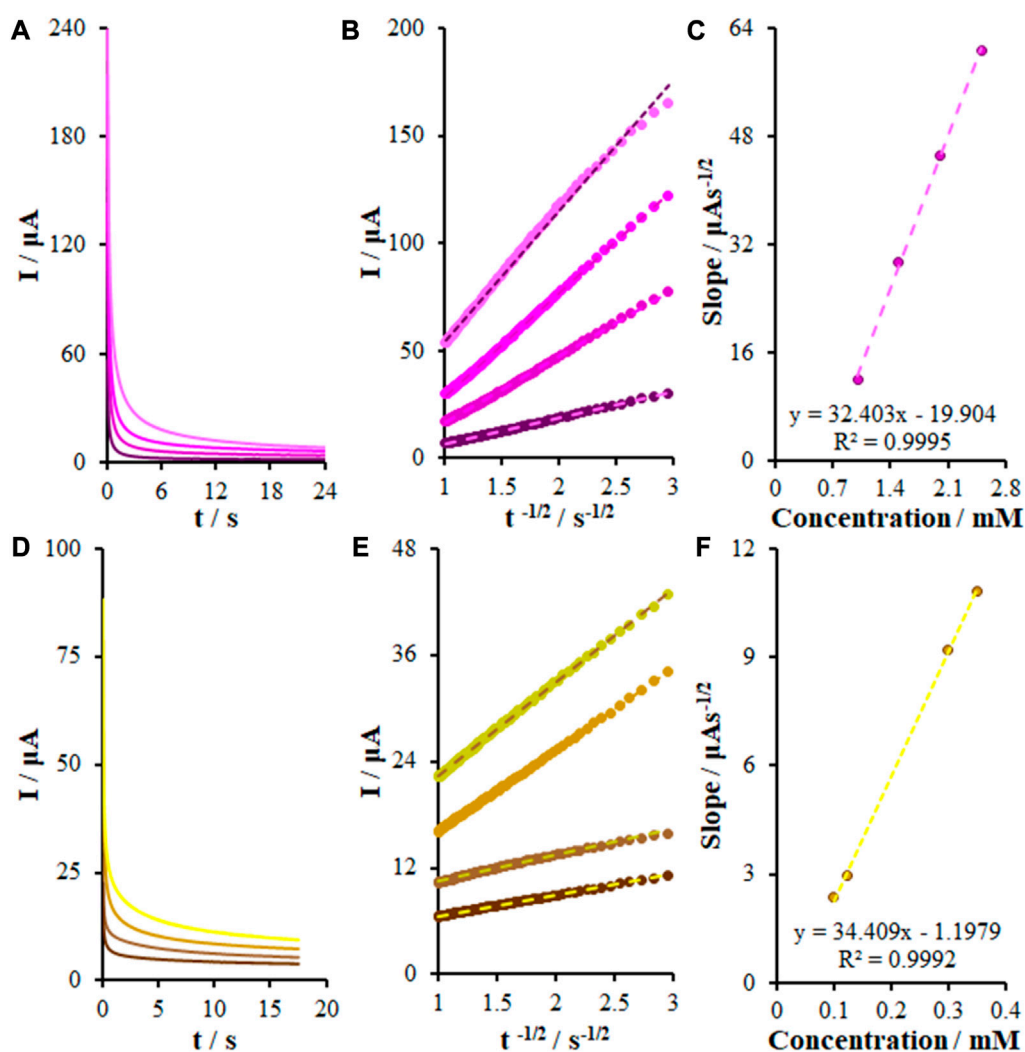 A
240
180
120
60
0
I / µA
0 6 12 18 24
t / s
B
200
150
100
50
0
I / µA
1 1.5 2 2.5 3
t -1/2 / s-1/2
C
64
48
32
16
0
Slope / µAs-1/2
y = 32.403x - 19.904
R² = 0.9995
0 0.7 1.4 2.1 2.8
Concentration / mM
D
100
75
50
25
0
I / µA
0 5 10 15 20
t / s
E
48
36
24
12
0
I / µA
1 1.5 2 2.5 3
t -1/2 / s-1/2
F
12
9
6
3
0
Slope / µAs-1/2
y = 34.409x - 1.1979
R² = 0.9992
0 0.1 0.2 0.3 0.4
Concentration / mM